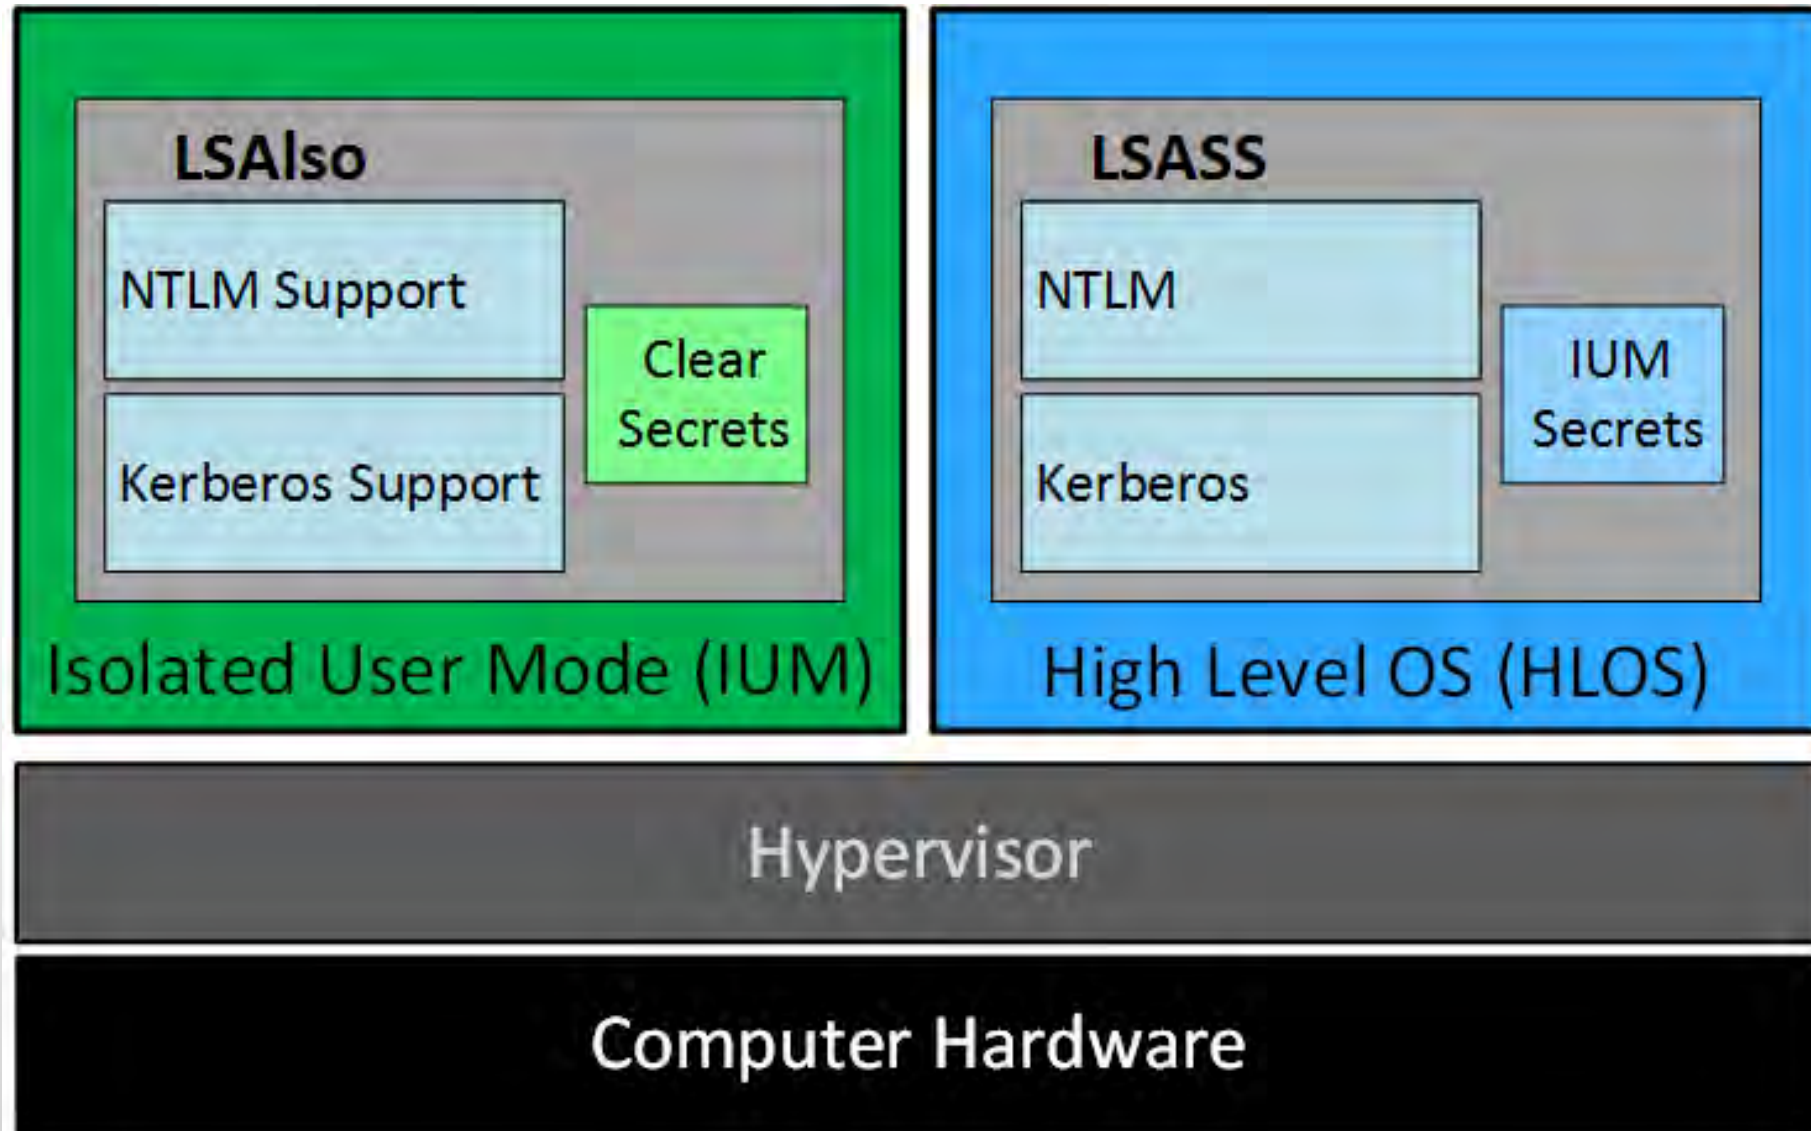 LSAlso
NTLM Support
Kerberos Support
Clear
Secrets
Isolated User Mode (IUM)
LSASS
NTLM
Kerberos
IUM
Secrets
High Level OS (HLOS)
Hypervisor
Computer Hardware